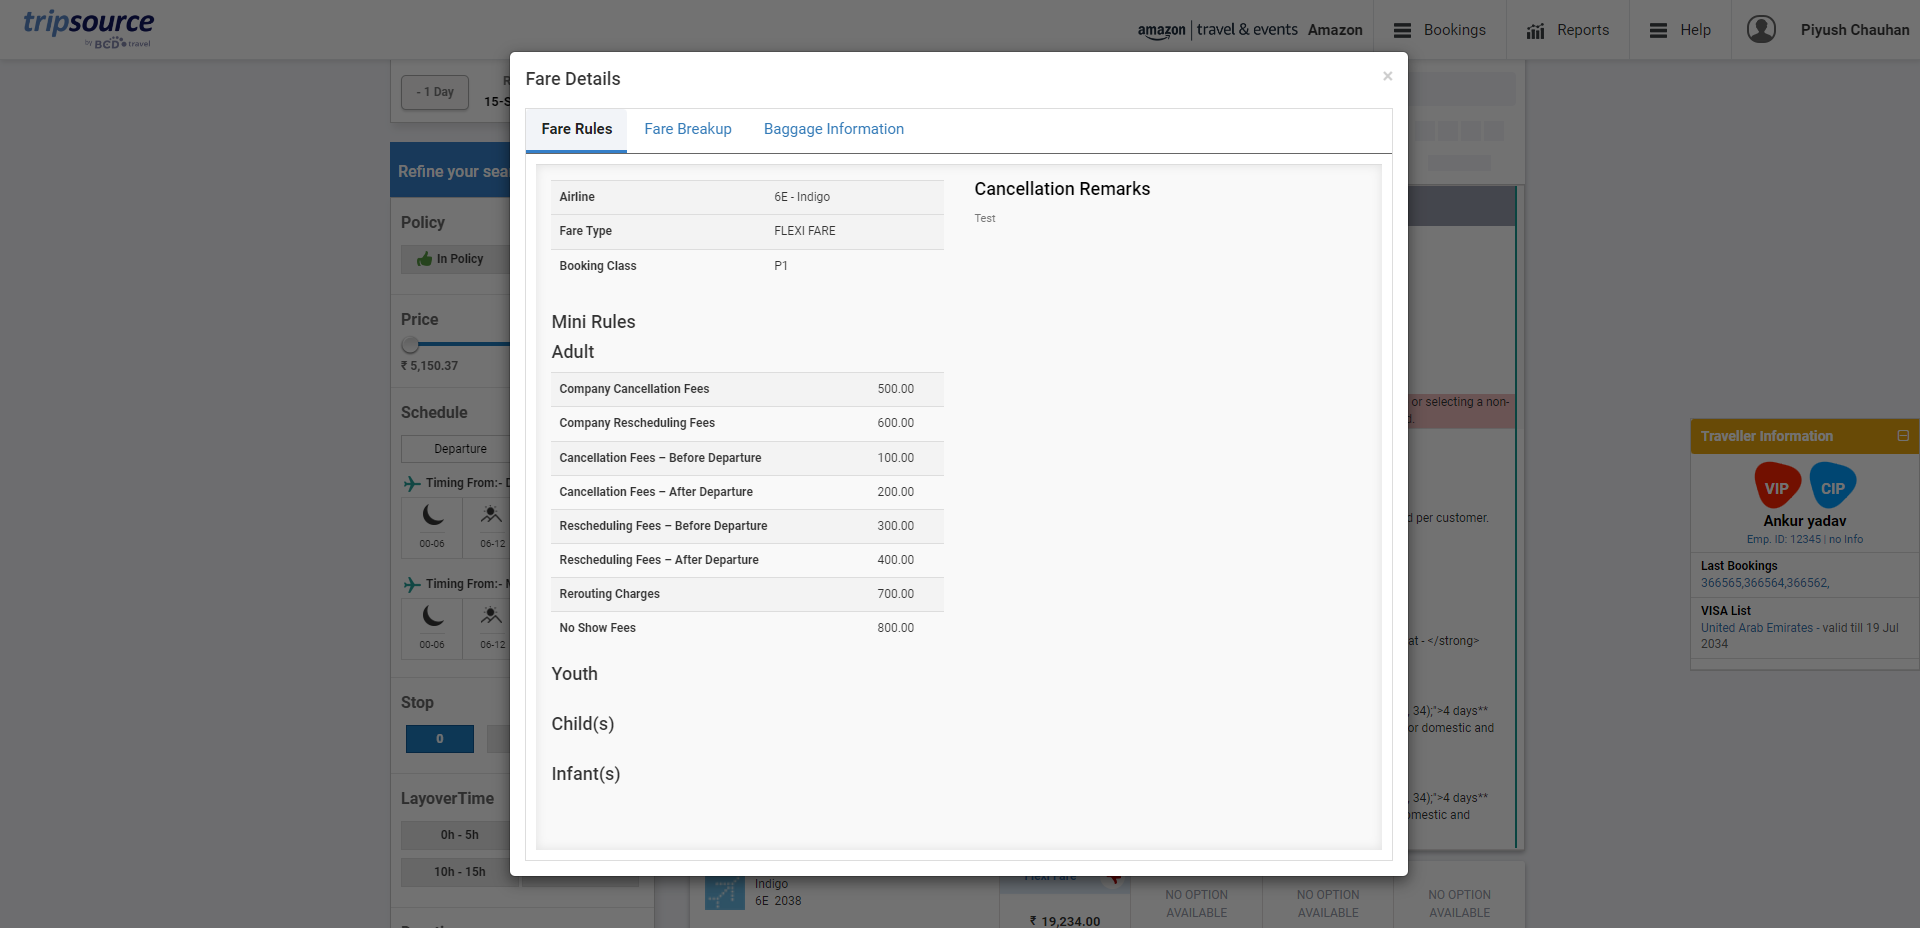 tripsource
by BCD travel
amazon | travel & events Amazon
Bookings
Reports
Help
Piyush Chauhan
- 1 Day
15-S
Fare Details
×
Fare Rules
Fare Breakup
Baggage Information
Refine your sea
Policy
In Policy
Price
₹ 5,150.37
Schedule
Departure
Timing From:- D
00-06
06-12
Timing From:- M
00-06
06-12
Stop
0
LayoverTime
0h - 5h
10h - 15h
Airline 6E - Indigo
Fare Type FLEXI FARE
Booking Class P1
Cancellation Remarks
Test
Mini Rules
Adult
Company Cancellation Fees 500.00
Company Rescheduling Fees 600.00
Cancellation Fees – Before Departure 100.00
Cancellation Fees – After Departure 200.00
Rescheduling Fees – Before Departure 300.00
Rescheduling Fees – After Departure 400.00
Rerouting Charges 700.00
No Show Fees 800.00
Youth
Child(s)
Infant(s)
or selecting a non-
d.
d per customer.
at - </strong>
, 34);">4 days**
or domestic and
, 34);">4 days**
omestic and
Traveller Information
VIP
CIP
Ankur yadav
Emp. ID: 12345 | no Info
Last Bookings
366565,366564,366562,
VISA List
United Arab Emirates - valid till 19 Jul
2034
Indigo
6E 2038
Flexi Fare
₹ 19,234.00
NO OPTION
AVAILABLE
NO OPTION
AVAILABLE
NO OPTION
AVAILABLE